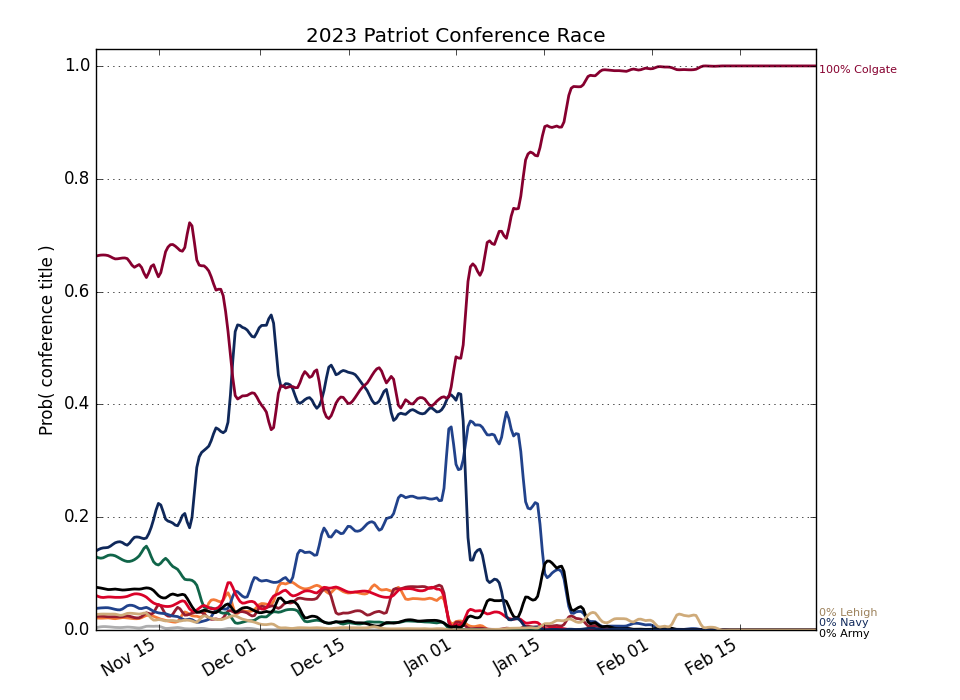 2023 Patriot Conference Race
Prob( conference title )
1.0
0.8
0.6
0.4
0.2
0.0
Nov 15
Dec 01
Dec 15
Jan 01
Jan 15
Feb 01
Feb 15
100% Colgate
0% Lehigh
0% Navy
0% Army